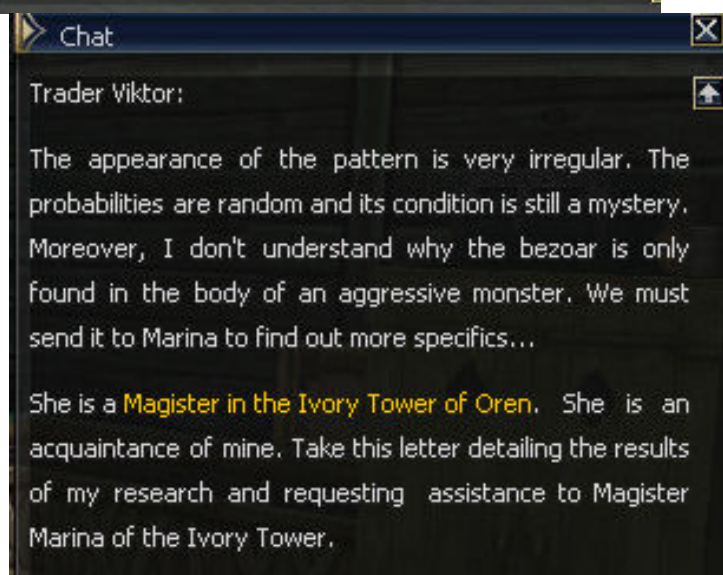 Chat
Trader Viktor:
The appearance of the pattern is very irregular. The
probabilities are random and its condition is still a mystery.
Moreover, I don't understand why the bezoar is only
found in the body of an aggressive monster. We must
send it to Marina to find out more specifics...
She is a Magister in the Ivory Tower of Oren. She is an
acquaintance of mine. Take this letter detailing the results
of my research and requesting assistance to Magister
Marina of the Ivory Tower.